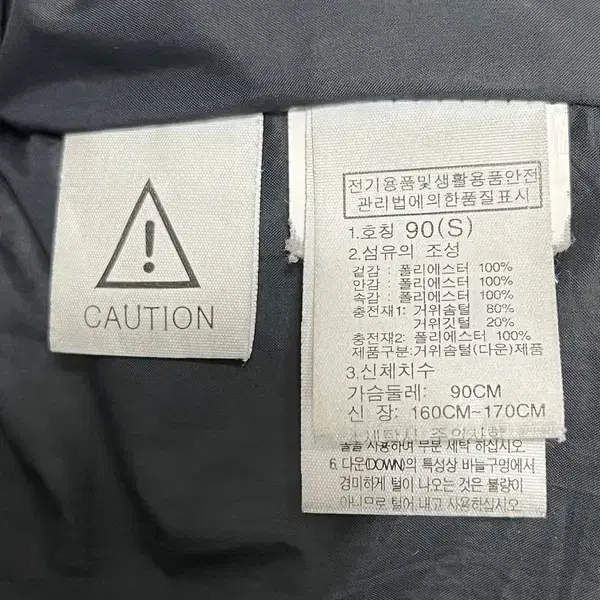 CAUTION
전기용품및생활용품안전
관리법에의한품질표시
1.호칭 90(S)
2.섬유의 조성
겉감 : 폴리에스터 100%
안감 : 폴리에스터 100%
속감 : 폴리에스터 100%
충전재1: 거위솜털 80%
거위깃털 20%
충전재2: 폴리에스터 100%
제품구분:거위솜털(다운)제품
3.신체치수
가슴둘레: 90CM
신 장: 160CM~170CM
사용하여 부분 세탁 하십시오.
6. 다운(DOWN)의 특성상 바늘구멍에서
경미하게 털이 나오는 것은 불량이
아니므로 털어 내고 사용하십시오.